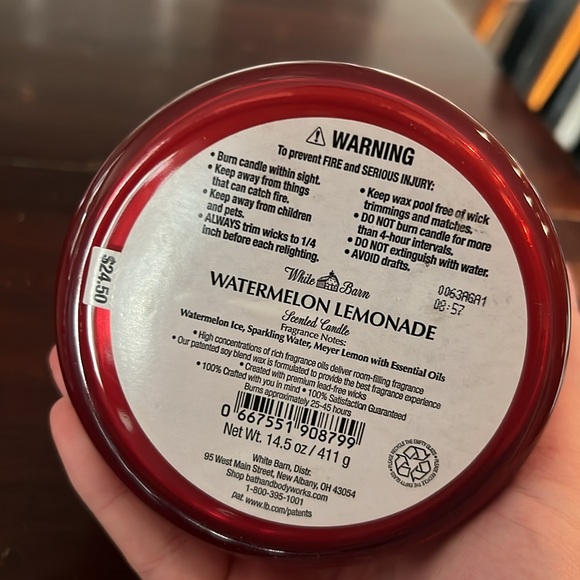 WARNING
To prevent FIRE and SERIOUS INJURY:
• Burn candle within sight.
• Keep away from things
that can catch fire.
• Keep away from children
and pets.
• ALWAYS trim wicks to 1/4
inch before each relighting.
• Keep wax pool free of wick
trimmings and matches.
• DO NOT burn candle for more
than 4-hour intervals.
• DO NOT extinguish with water.
• AVOID drafts.
$24.50
0063AGA1
08:57
White Barn
WATERMELON LEMONADE
Scented Candle
Fragrance Notes:
Watermelon Ice, Sparkling Water, Meyer Lemon with Essential Oils
• High concentrations of rich fragrance oils deliver room-filling fragrance
• Our patented soy blend wax is formulated to provide the best fragrance experience
• Created with premium lead-free wicks
• 100% Crafted with you in mind • 100% Satisfaction Guaranteed
Burns approximately 25-45 hours
0 667551 908799
Net Wt. 14.5 oz / 411 g
White Barn, Distr.
95 West Main Street, New Albany, OH 43054
Shop bathandbodyworks.com
1-800-395-1001
pat. www.lb.com/patents
PLEASE RECYCLE THE EMPTY GLASS